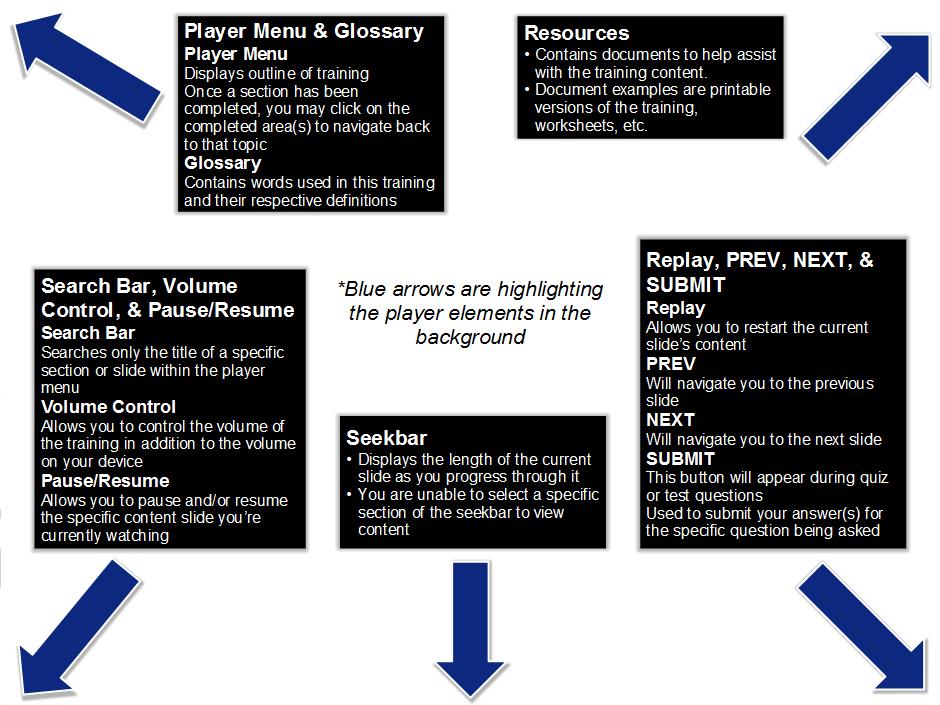 Player Menu & Glossary
Player Menu
Displays outline of training
Once a section has been
completed, you may click on the
completed area(s) to navigate back
to that topic
Glossary
Contains words used in this training
and their respective definitions
Resources
• Contains documents to help assist
with the training content.
• Document examples are printable
versions of the training,
worksheets, etc.
Search Bar, Volume
Control, & Pause/Resume
Search Bar
Searches only the title of a specific
section or slide within the player
menu
Volume Control
Allows you to control the volume of
the training in addition to the volume
on your device
Pause/Resume
Allows you to pause and/or resume
the specific content slide you're
currently watching
*Blue arrows are highlighting
the player elements in the
background
Seekbar
• Displays the length of the current
slide as you progress through it
• You are unable to select a specific
section of the seekbar to view
content
Replay, PREV, NEXT, &
SUBMIT
Replay
Allows you to restart the current
slide's content
PREV
Will navigate you to the previous
slide
NEXT
Will navigate you to the next slide
SUBMIT
This button will appear during quiz
or test questions
Used to submit your answer(s) for
the specific question being asked